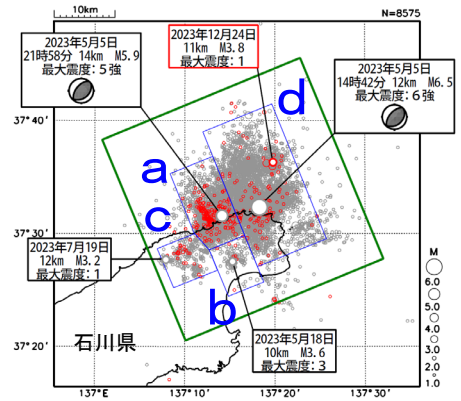 10km
N=8575
2023年5月5日
21時58分 14km M5.9
最大震度:5強
2023年12月24日
11km M3.8
最大震度:1
2023年5月5日
14時42分 12km M6.5
最大震度:6強
37°40′
37°30′
37°20′
a
b
c
d
2023年7月19日
12km M3.2
最大震度:1
2023年5月18日
10km M3.6
最大震度:3
石川県
M
6.0
5.0
4.0
3.0
2.0
1.0
137°E
137°10′
137°20′
137°30′